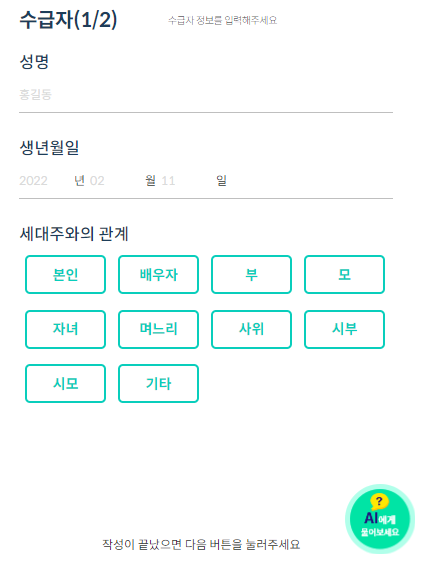 수급자(1/2) 수급자 정보를 입력해주세요
성명
홍길동
생년월일
2022 년 02 월 11 일
세대주와의 관계
본인 배우자 부 모
자녀 며느리 사위 시부
시모 기타
?
AI에게
물어보세요
작성이 끝났으면 다음 버튼을 눌러주세요